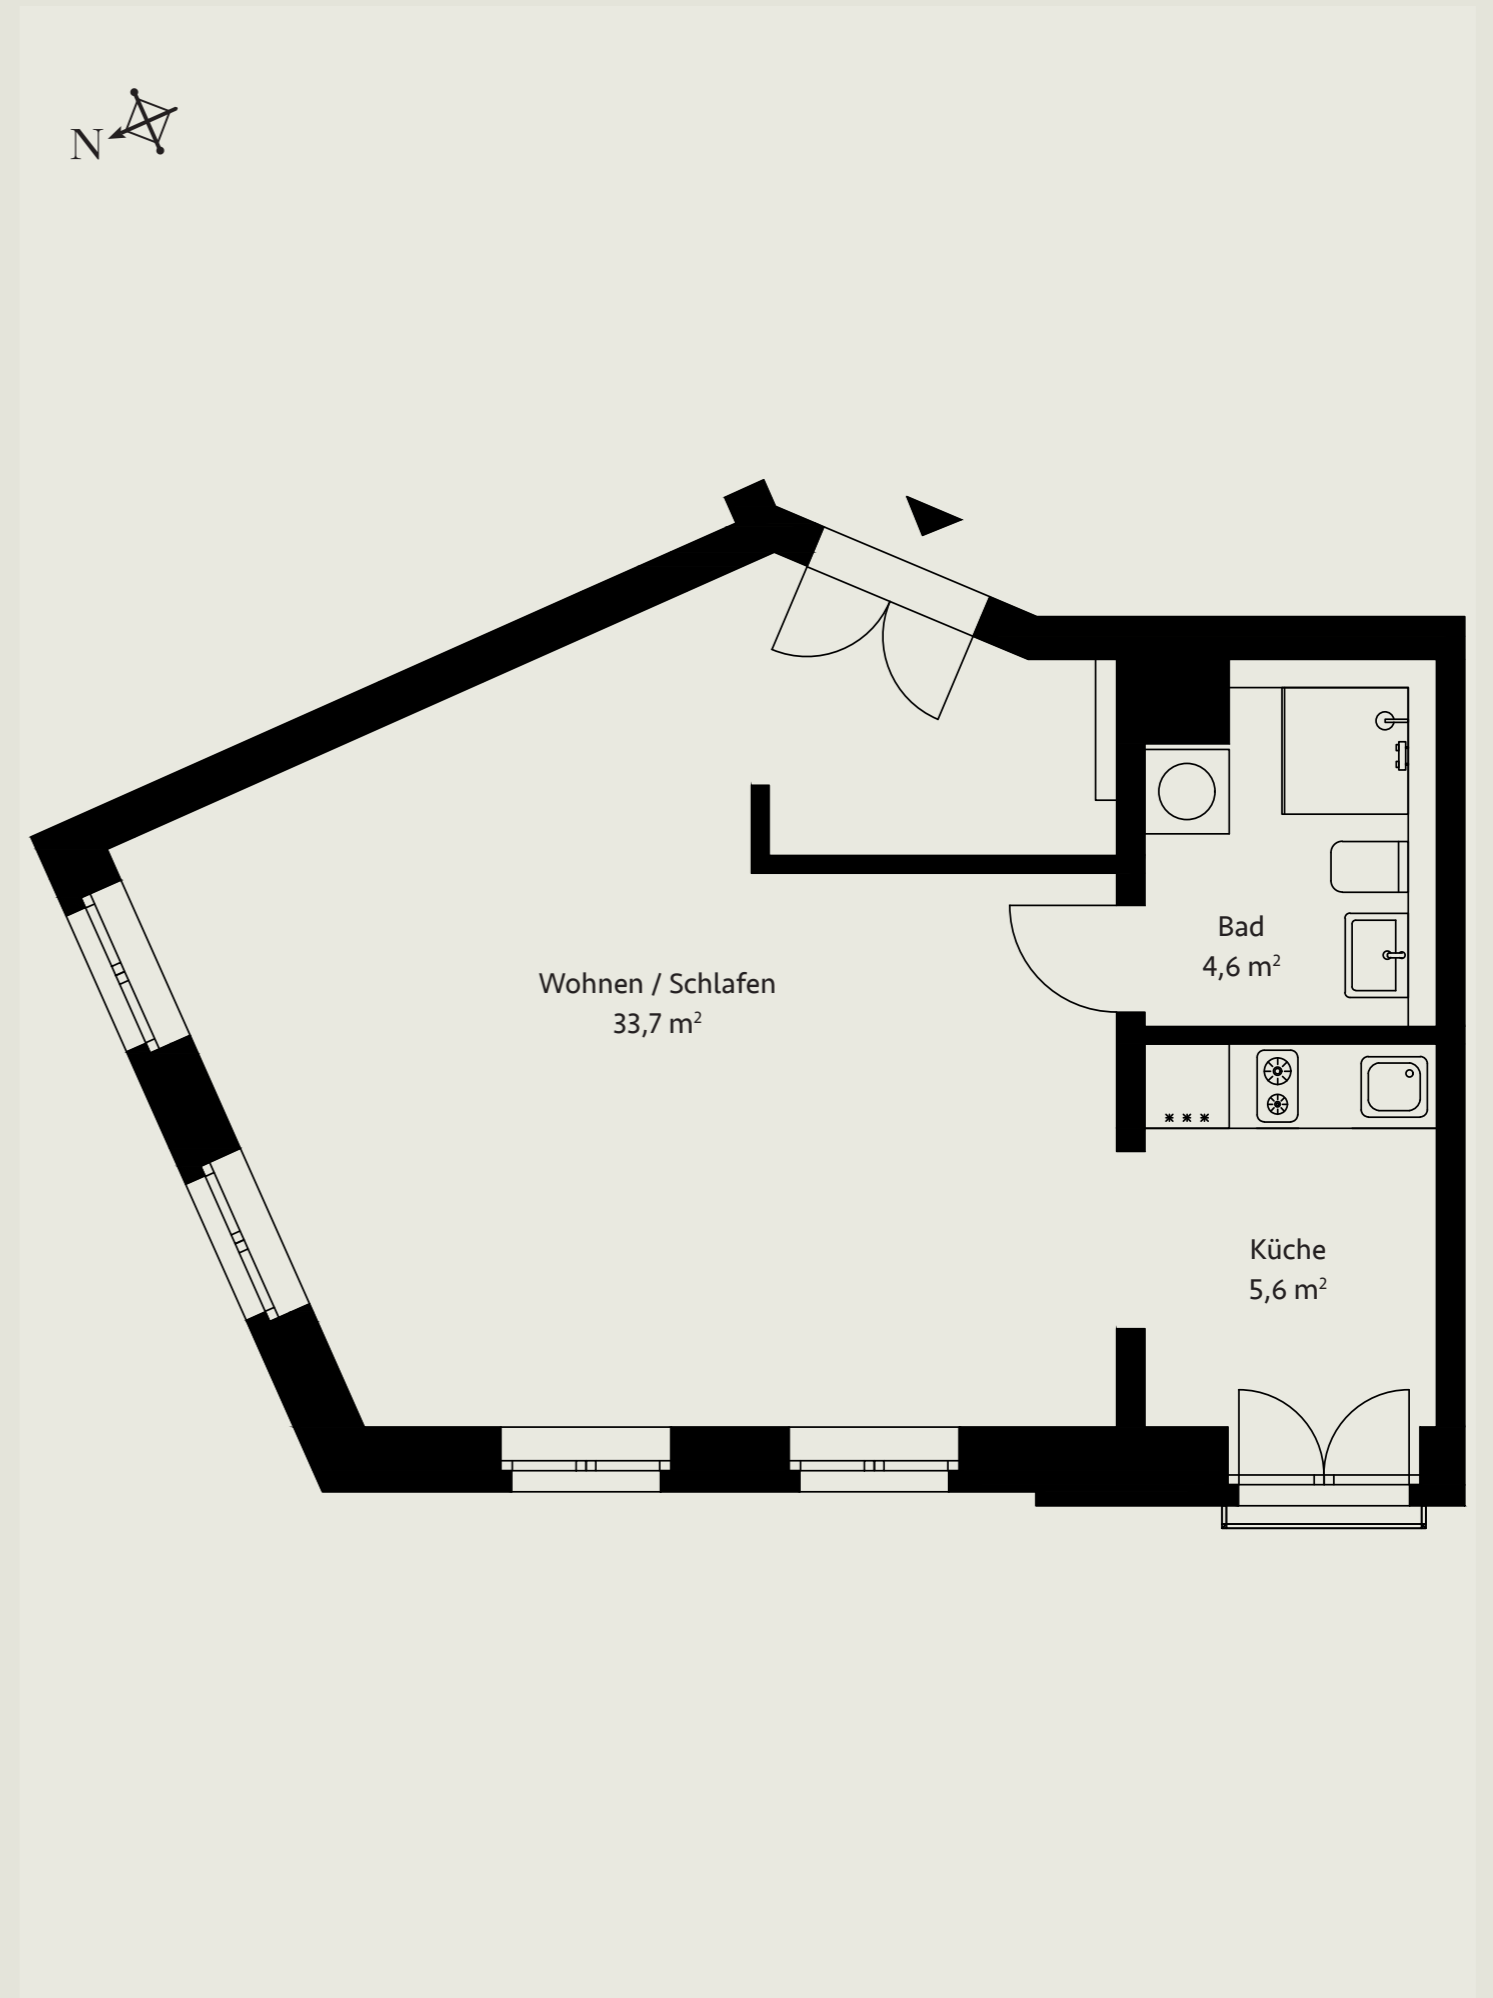 N
Wohnen / Schlafen
33,7 m²
Bad
4,6 m²
Küche
5,6 m²